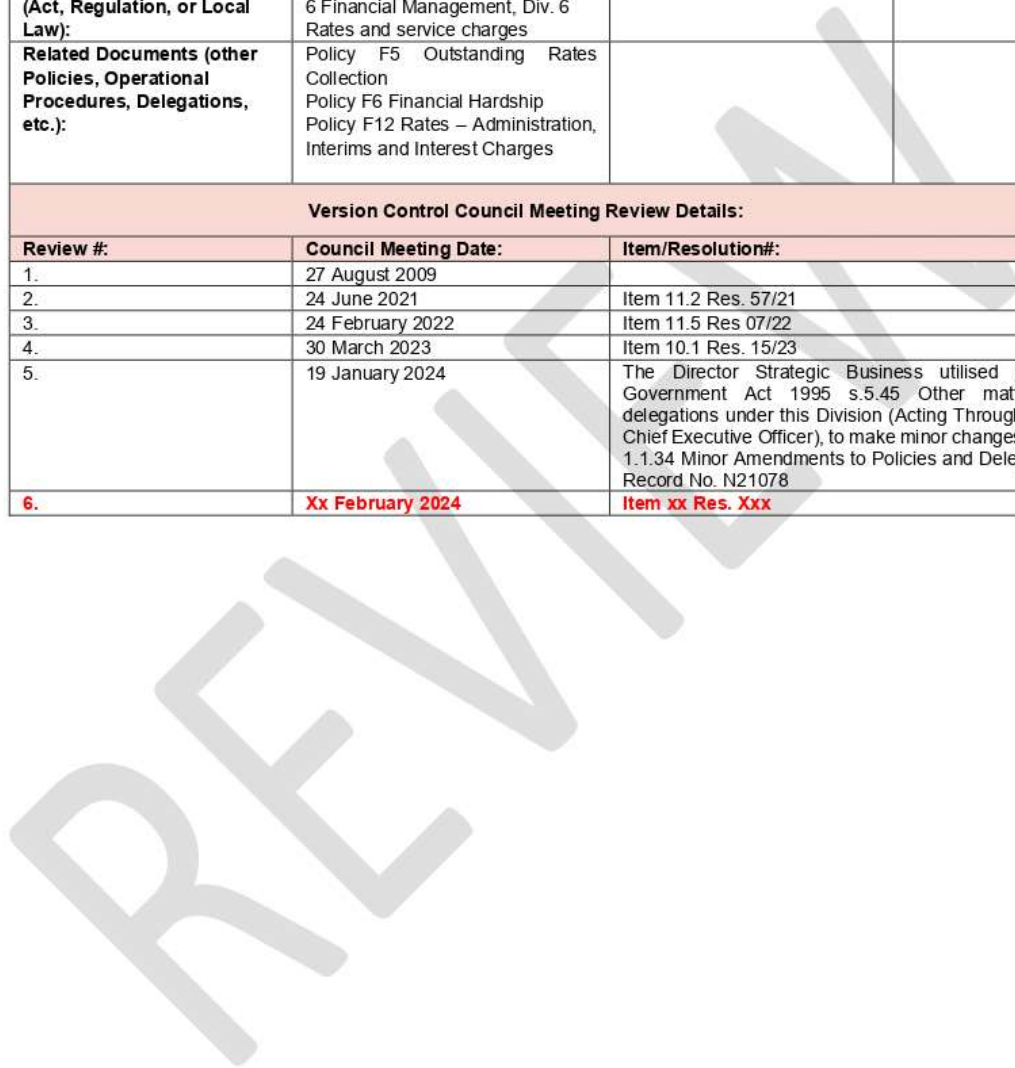 (Act, Regulation, or Local
Law):
6 Financial Management, Div. 6
Rates and service charges
Related Documents (other
Policies, Operational
Procedures, Delegations,
etc.):
Policy F5 Outstanding Rates
Collection
Policy F6 Financial Hardship
Policy F12 Rates – Administration,
Interims and Interest Charges
Version Control Council Meeting Review Details:
Review #: Council Meeting Date: Item/Resolution#:
1. 27 August 2009
2. 24 June 2021 Item 11.2 Res. 57/21
3. 24 February 2022 Item 11.5 Res 07/22
4. 30 March 2023 Item 10.1 Res. 15/23
5. 19 January 2024 The Director Strategic Business utilised
Government Act 1995 s.5.45 Other mat
delegations under this Division (Acting Through
Chief Executive Officer), to make minor changes
1.1.34 Minor Amendments to Policies and Dele
Record No. N21078
6. Xx February 2024 Item xx Res. Xxx
REVIEW